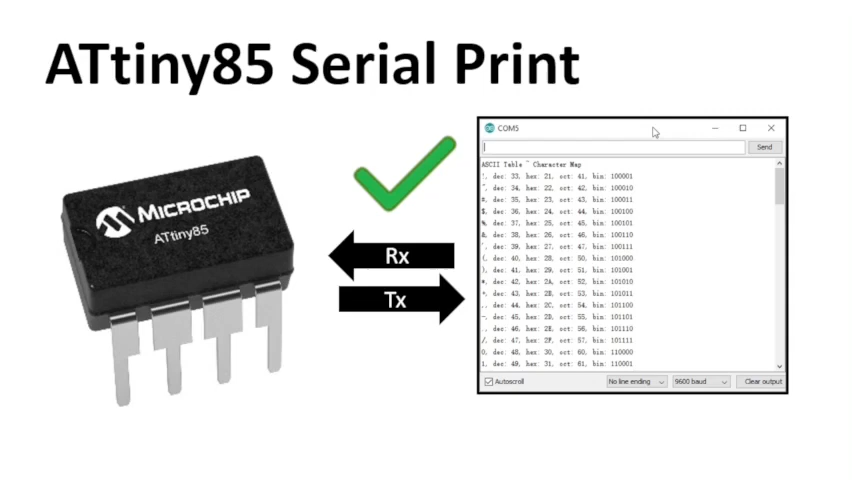 ATtiny85 Serial Print
MICROCHIP
ATtiny85
Rx
Tx
COM5
Send
ASCII Table ~ Character Map
!, dec: 33, hex: 21, oct: 41, bin: 100001
", dec: 34, hex: 22, oct: 42, bin: 100010
#, dec: 35, hex: 23, oct: 43, bin: 100011
$, dec: 36, hex: 24, oct: 44, bin: 100100
%, dec: 37, hex: 25, oct: 45, bin: 100101
&, dec: 38, hex: 26, oct: 46, bin: 100110
', dec: 39, hex: 27, oct: 47, bin: 100111
(, dec: 40, hex: 28, oct: 50, bin: 101000
), dec: 41, hex: 29, oct: 51, bin: 101001
*, dec: 42, hex: 2A, oct: 52, bin: 101010
+, dec: 43, hex: 2B, oct: 53, bin: 101011
,, dec: 44, hex: 2C, oct: 54, bin: 101100
-, dec: 45, hex: 2D, oct: 55, bin: 101101
., dec: 46, hex: 2E, oct: 56, bin: 101110
/, dec: 47, hex: 2F, oct: 57, bin: 101111
0, dec: 48, hex: 30, oct: 60, bin: 110000
1, dec: 49, hex: 31, oct: 61, bin: 110001
Autoscroll
No line ending
9600 baud
Clear output